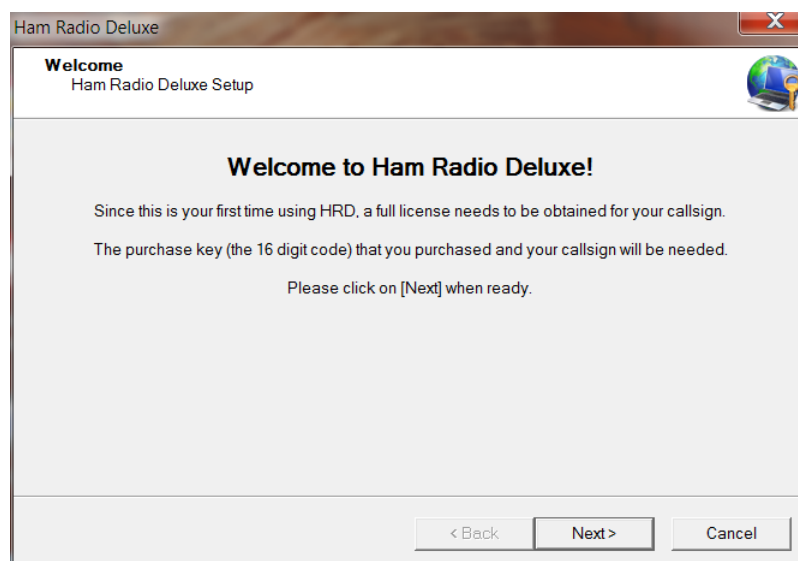 Ham Radio Deluxe
X
Welcome
Ham Radio Deluxe Setup
Welcome to Ham Radio Deluxe!
Since this is your first time using HRD, a full license needs to be obtained for your callsign.
The purchase key (the 16 digit code) that you purchased and your callsign will be needed.
Please click on [Next] when ready.
< Back Next > Cancel